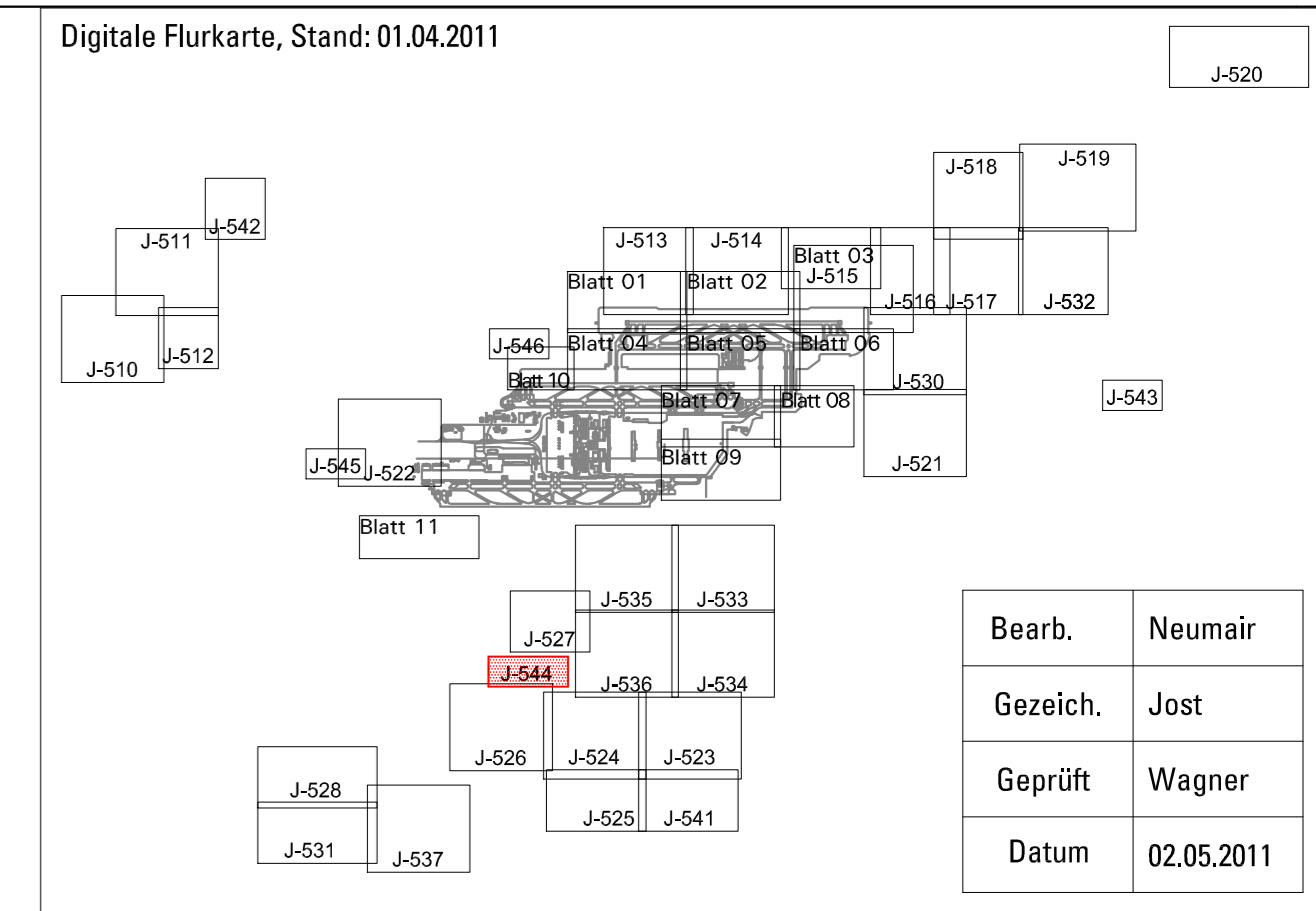 Digitale Flurkarte, Stand: 01.04.2011
J-520
J-518
J-519
J-542
J-511
J-513
J-514
Blatt 03
J-515
Blatt 01
Blatt 02
J-516
J-517
J-532
J-546
Blatt 04
Blatt 05
Blatt 06
J-512
J-510
Blatt 10
J-530
Blatt 07
Blatt 08
J-543
Blatt 09
J-545
J-522
J-521
Blatt 11
J-535
J-533
J-527
J-544
J-536
J-534
J-526
J-524
J-523
J-528
J-525
J-541
J-531
J-537
Bearb. Neumair
Gezeich. Jost
Geprüft Wagner
Datum 02.05.2011